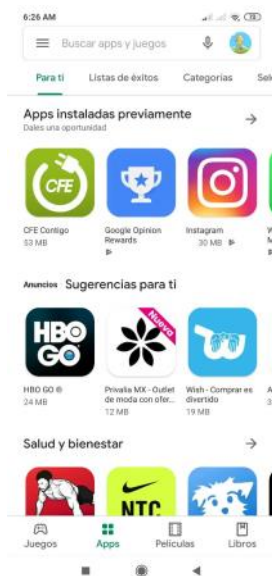 6:26 AM
Buscar apps y juegos
Para ti Listas de éxitos Categorías Sel
Apps instaladas previamente
Dales una oportunidad
CFE
CFE Contigo
53 MB
Google Opinion
Rewards
Instagram
30 MB
Anuncios Sugerencias para ti
HBO
GO
Nueva
HBO GO ®
24 MB
Privalia MX - Outlet
de moda con ofer...
12 MB
Wish - Comprar es
divertido
19 MB
Salud y bienestar
NTC
Juegos Apps Películas Libros